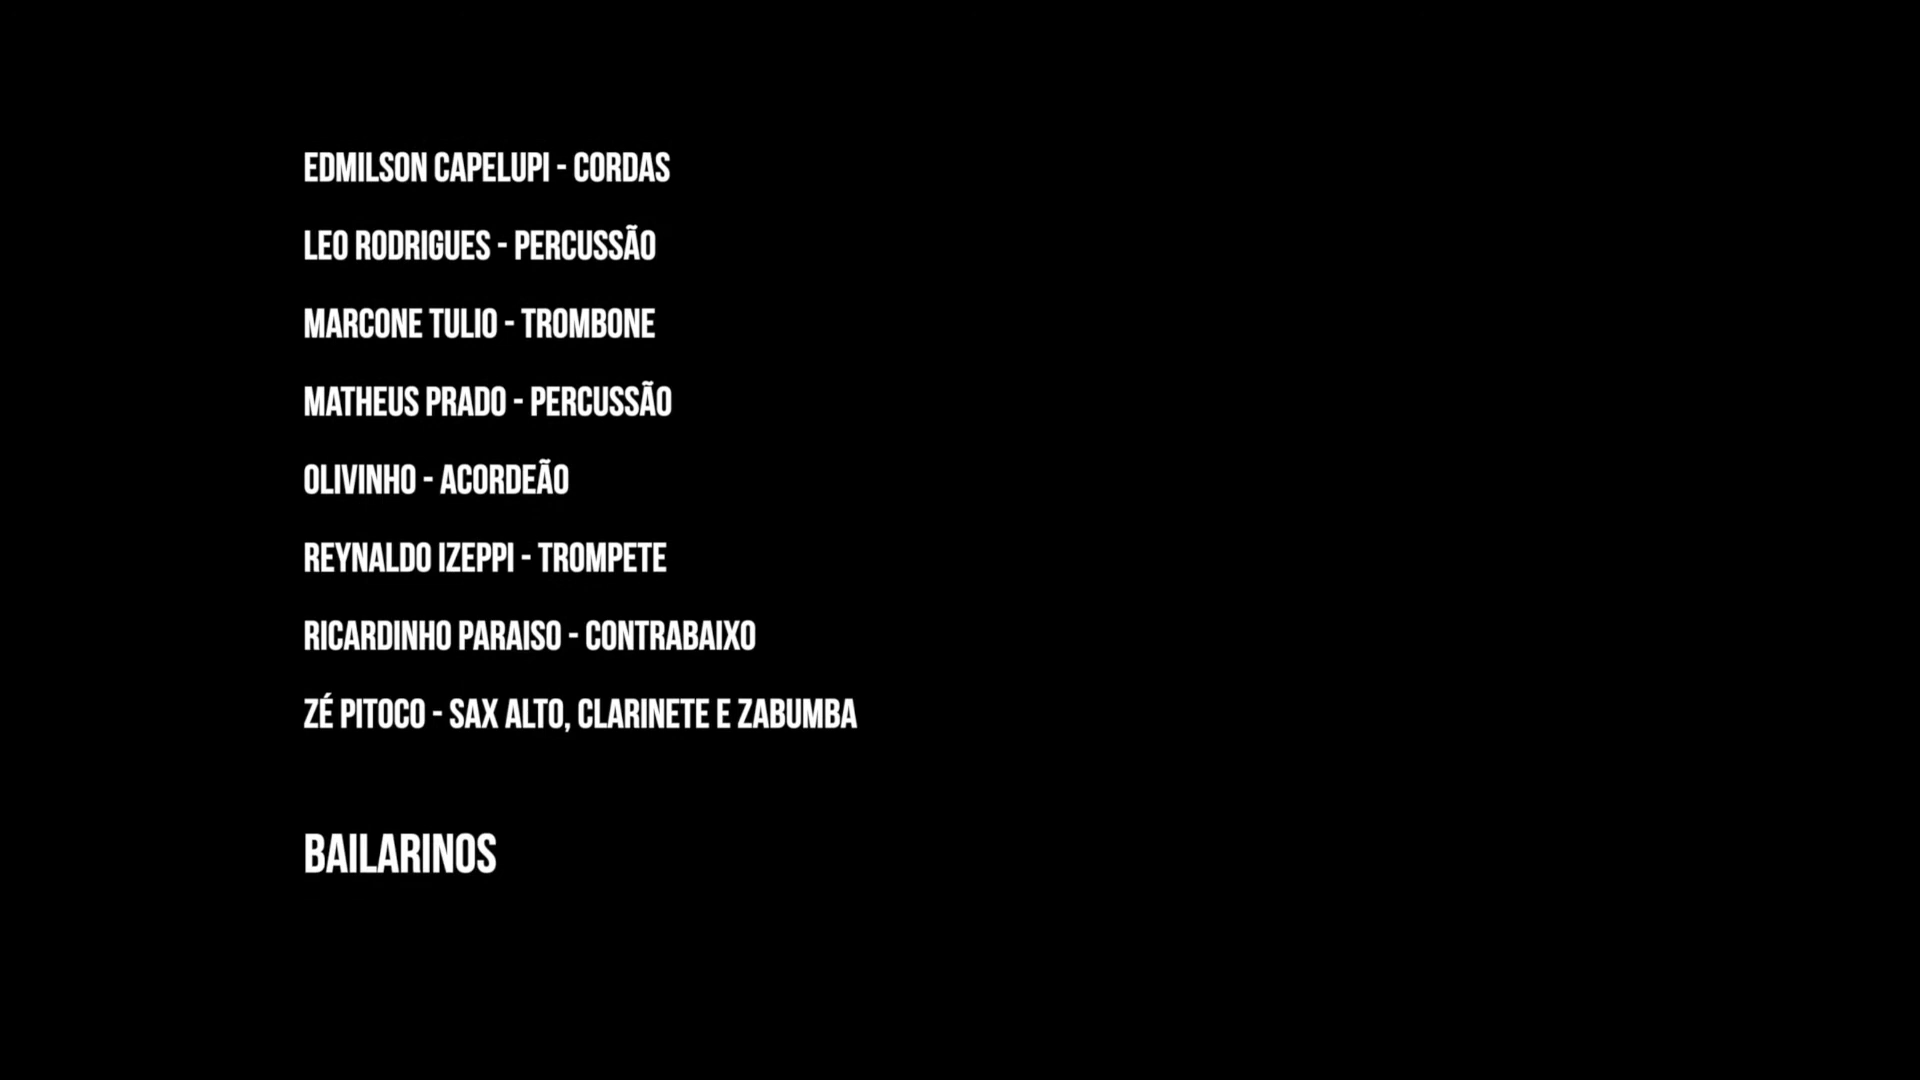 EDMILSON CAPELUPI - CORDAS
LEO RODRIGUES - PERCUSSÃO
MARCONE TULIO - TROMBONE
MATHEUS PRADO - PERCUSSÃO
OLIVINHO - ACORDEÃO
REYNALDO IZEPPI - TROMPETE
RICARDINHO PARAISO - CONTRABAIXO
ZÉ PITOCO - SAX ALTO, CLARINETE E ZABUMBA
BAILARINOS